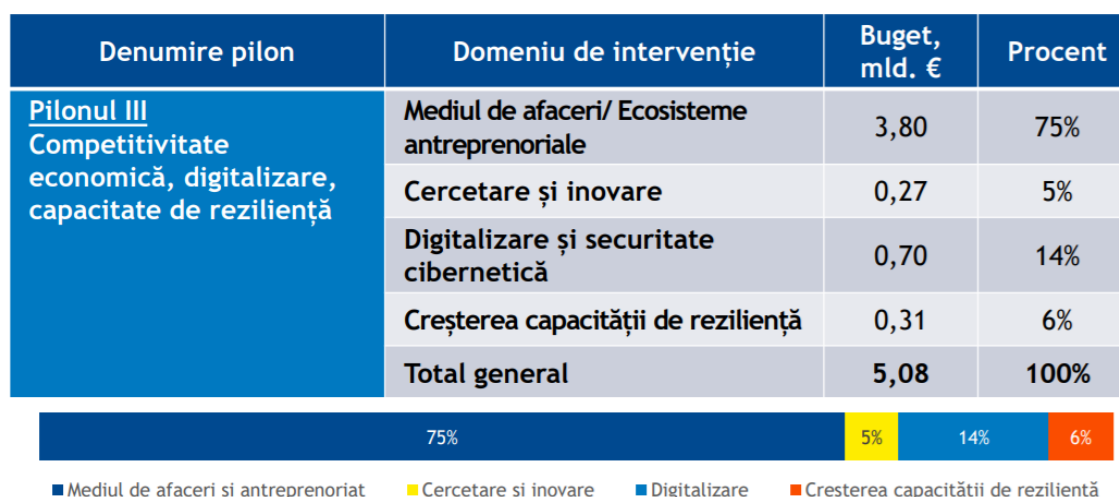 Denumire pilon
Domeniu de intervenție
Buget,
mld. €
Procent
Pilonul III
Competitivitate
economică, digitalizare,
capacitate de reziliență
Mediul de afaceri/ Ecosisteme
antreprenoriale
3,80
75%
Cercetare și inovare
0,27
5%
Digitalizare și securitate
cibernetică
0,70
14%
Creșterea capacității de reziliență
0,31
6%
Total general
5,08
100%
75%
5%
14%
6%
Mediul de afaceri și antreprenoriat
Cercetare și inovare
Digitalizare
Creșterea capacității de reziliență